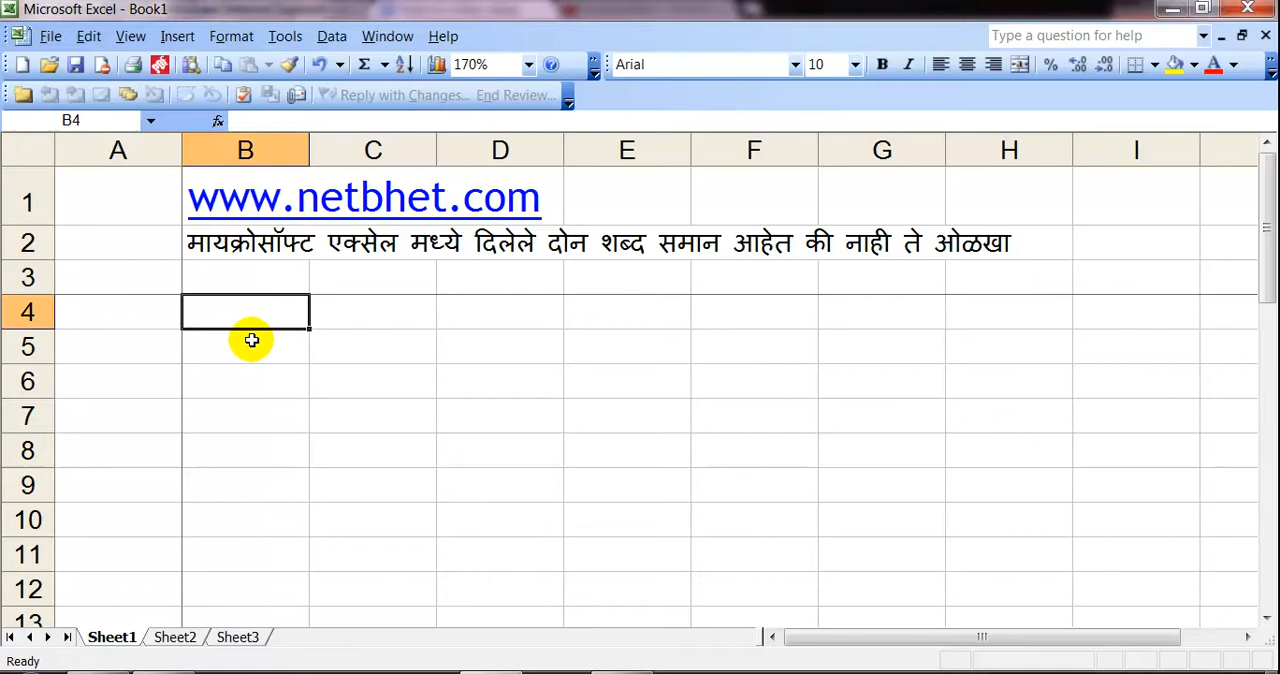 Microsoft Excel - Book1
File Edit View Insert Format Tools Data Window Help Type a question for help
170% Arial 10
Reply with Changes... End Review...
B4 fx
A B C D E F G H I
1 www.netbhet.com
2 मायक्रोसॉफ्ट एक्सेल मध्ये दिलेले दोन शब्द समान आहेत की नाही ते ओळखा
3
4
5
6
7
8
9
10
11
12
13
Sheet1 Sheet2 Sheet3
Ready